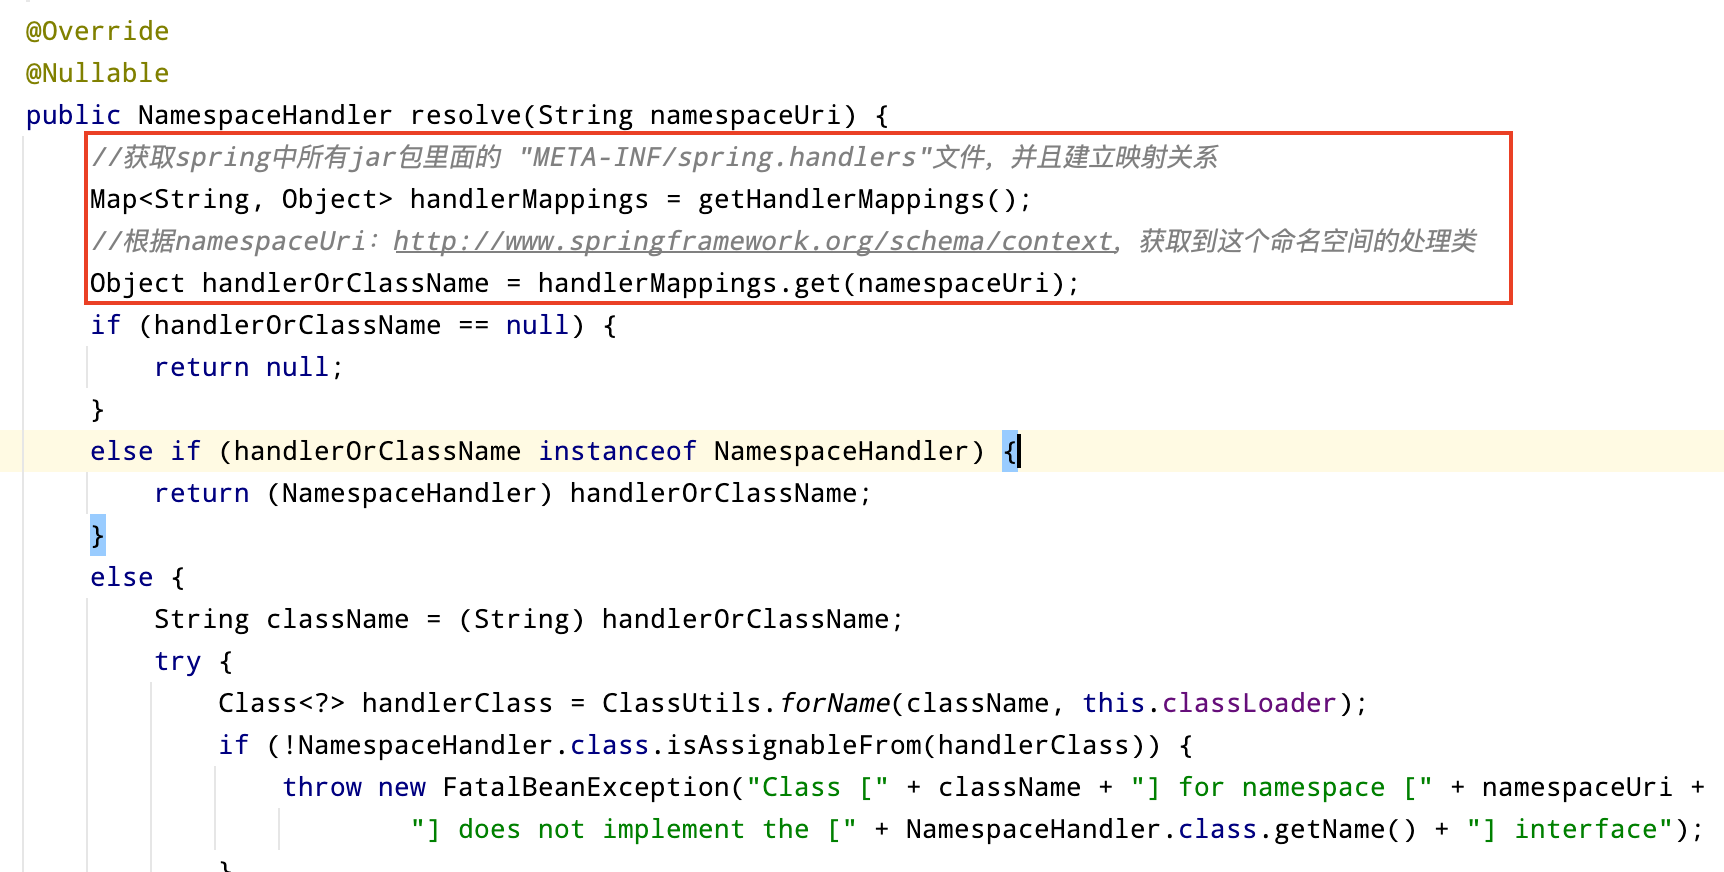 @Override
@Nullable
public NamespaceHandler resolve(String namespaceUri) {
//获取spring中所有jar包里面的 "META-INF/spring.handlers"文件，并且建立映射关系
Map<String, Object> handlerMappings = getHandlerMappings();
//根据namespaceUri：http://www.springframework.org/schema/context，获取到这个命名空间的处理类
Object handlerOrClassName = handlerMappings.get(namespaceUri);
if (handlerOrClassName == null) {
return null;
}
else if (handlerOrClassName instanceof NamespaceHandler) {
return (NamespaceHandler) handlerOrClassName;
}
else {
String className = (String) handlerOrClassName;
try {
Class<?> handlerClass = ClassUtils.forName(className, this.classLoader);
if (!NamespaceHandler.class.isAssignableFrom(handlerClass)) {
throw new FatalBeanException("Class [" + className + "] for namespace [" + namespaceUri +
"] does not implement the [" + NamespaceHandler.class.getName() + "] interface");
}